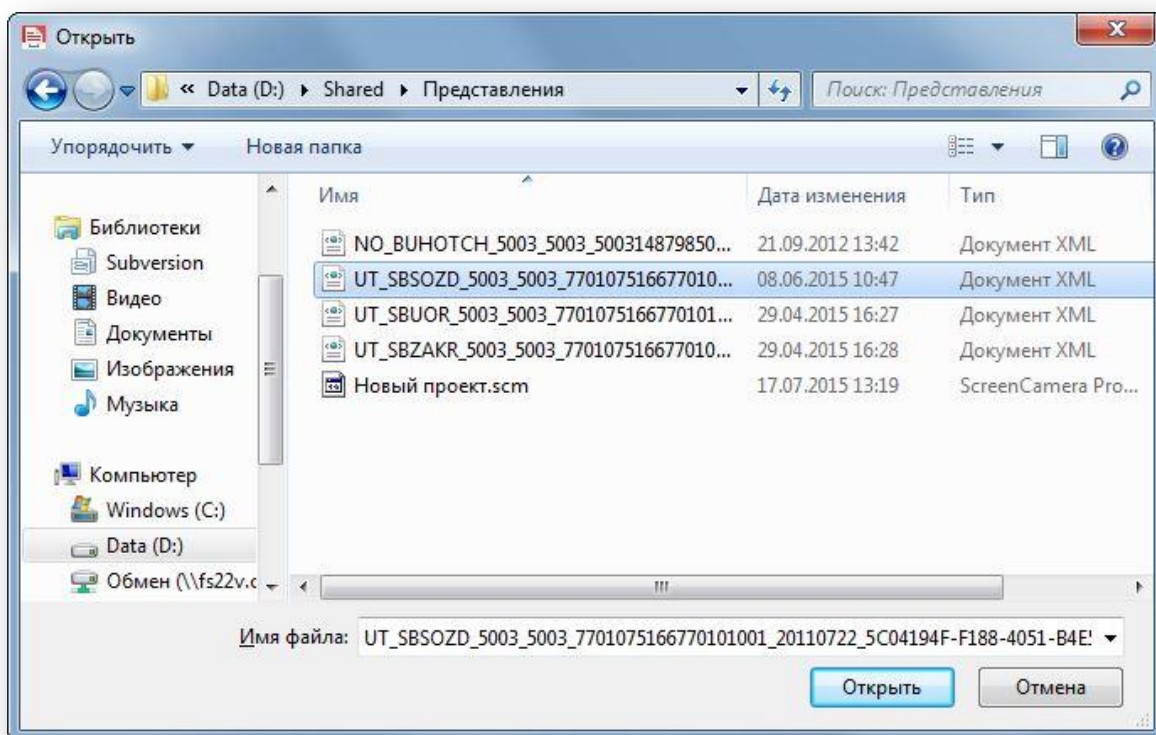 Открыть
« Data (D:) Shared Представления Поиск: Представления
Упорядочить Новая папка
Имя Дата изменения Тип
Библиотеки
Subversion
Видео
Документы
Изображения
Музыка
Компьютер
Windows (C:)
Data (D:)
Обмен (\\fs22v.c
NO_BUHOTCH_5003_5003_500314879850... 21.09.2012 13:42 Документ XML
UT_SBSOZD_5003_5003_770107516677010... 08.06.2015 10:47 Документ XML
UT_SBUOR_5003_5003_7701075166770101... 29.04.2015 16:27 Документ XML
UT_SBZAKR_5003_5003_770107516677010... 29.04.2015 16:28 Документ XML
Новый проект.scm 17.07.2015 13:19 ScreenCamera Pro...
Имя файла: UT_SBSOZD_5003_5003_7701075166770101001_20110722_5C04194F-F188-4051-B4E
Открыть Отмена